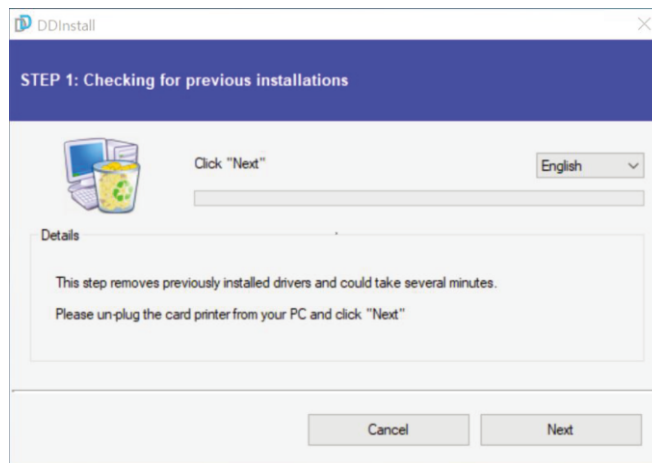 DDInstall
STEP 1: Checking for previous installations
Click "Next"
English
Details
This step removes previously installed drivers and could take several minutes.
Please un-plug the card printer from your PC and click "Next"
Cancel
Next